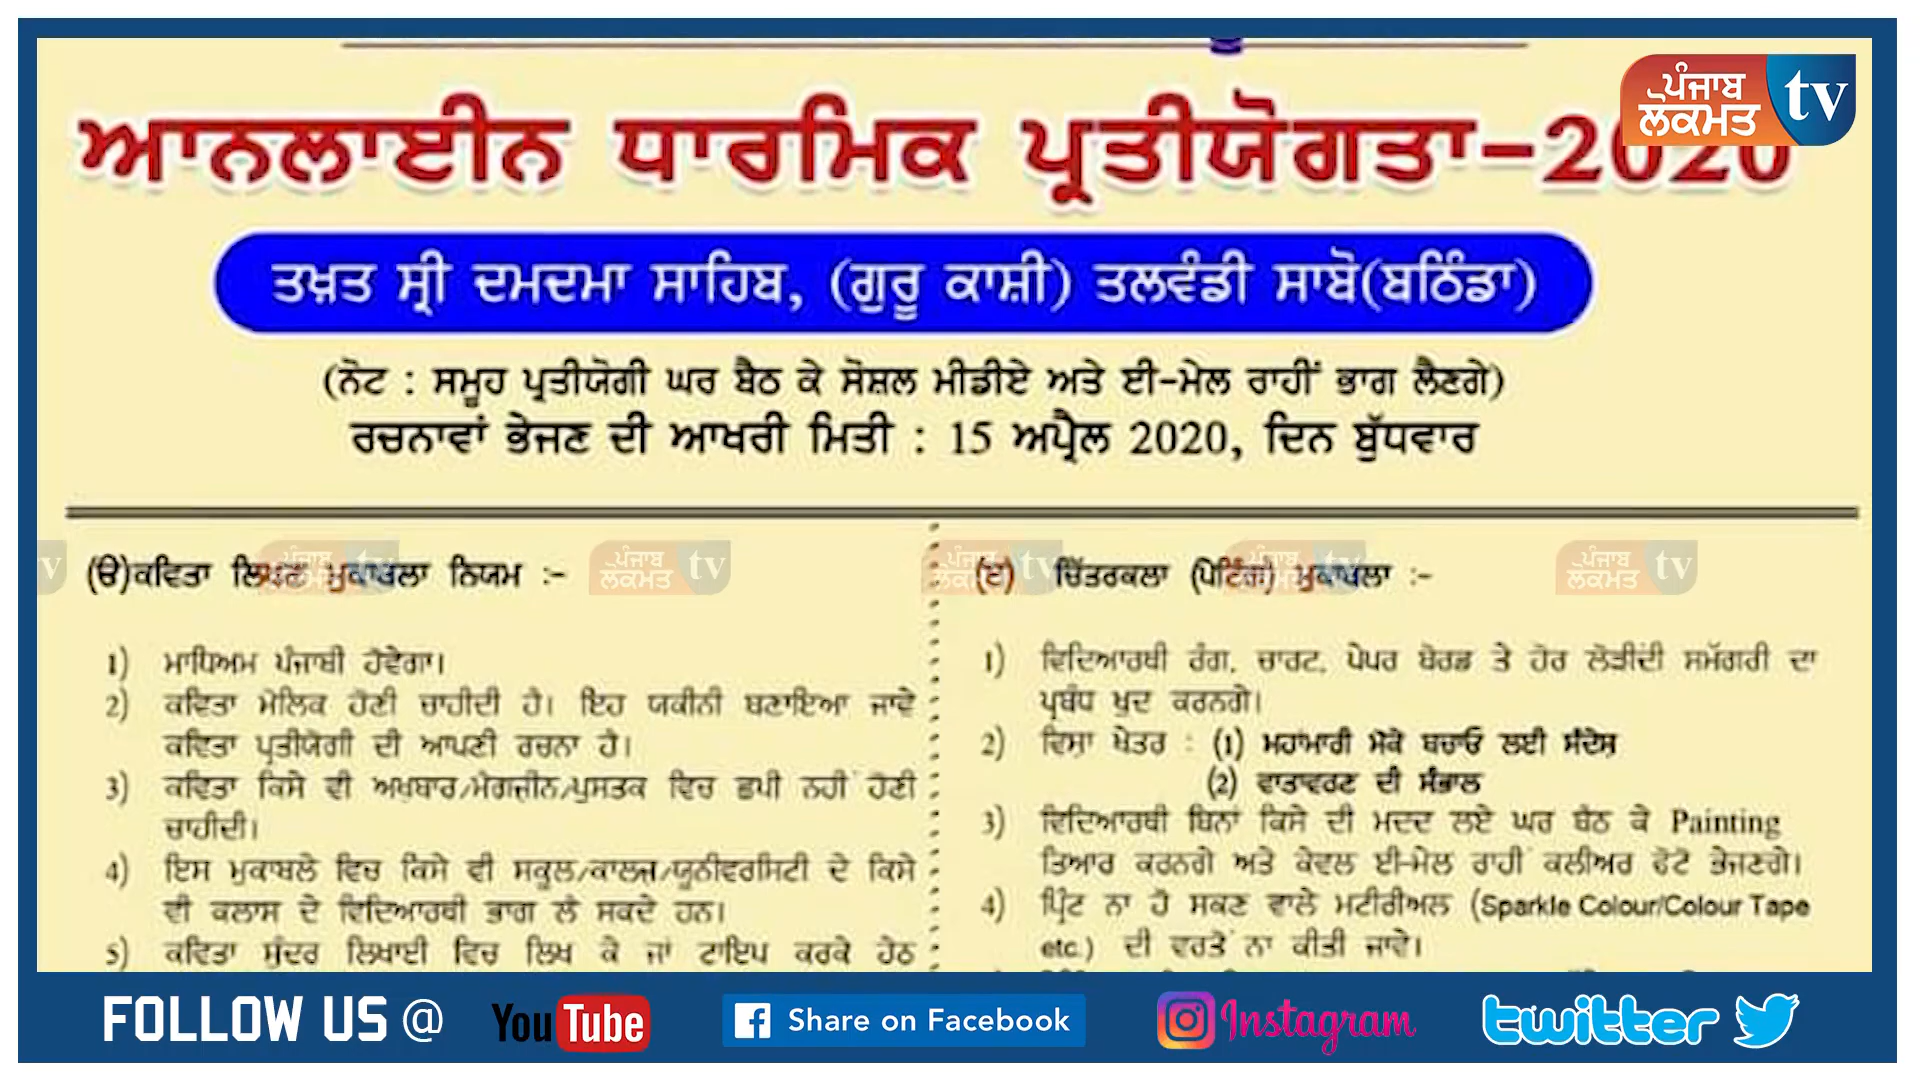 ਪੰਜਾਬ
ਲੋਕਮਤ tv
ਆਨਲਾਈਨ ਧਾਰਮਿਕ ਪ੍ਰਤੀਯੋਗਤਾ-2020
ਤਖ਼ਤ ਸ੍ਰੀ ਦਮਦਮਾ ਸਾਹਿਬ, (ਗੁਰੂ ਕਾਸ਼ੀ) ਤਲਵੰਡੀ ਸਾਬੋ(ਬਠਿੰਡਾ)
(ਨੋਟ : ਸਮੂਹ ਪ੍ਰਤੀਯੋਗੀ ਘਰ ਬੈਠ ਕੇ ਸੋਸ਼ਲ ਮੀਡੀਏ ਅਤੇ ਈ-ਮੇਲ ਰਾਹੀਂ ਭਾਗ ਲੈਣਗੇ)
ਰਚਨਾਵਾਂ ਭੇਜਣ ਦੀ ਆਖਰੀ ਮਿਤੀ : 15 ਅਪ੍ਰੈਲ 2020, ਦਿਨ ਬੁੱਧਵਾਰ
(ੳ)ਕਵਿਤਾ ਲਿਖਣ ਮੁਕਾਬਲਾ ਨਿਯਮ :-
1) ਮਾਧਿਅਮ ਪੰਜਾਬੀ ਹੋਵੇਗਾ।
2) ਕਵਿਤਾ ਮੌਲਿਕ ਹੋਣੀ ਚਾਹੀਦੀ ਹੈ। ਇਹ ਯਕੀਨੀ ਬਣਾਇਆ ਜਾਵੇ
ਕਵਿਤਾ ਪ੍ਰਤੀਯੋਗੀ ਦੀ ਆਪਣੀ ਰਚਨਾ ਹੈ।
3) ਕਵਿਤਾ ਕਿਸੇ ਵੀ ਅਖ਼ਬਾਰ/ਮੈਗਜ਼ੀਨ/ਪੁਸਤਕ ਵਿਚ ਛਪੀ ਨਹੀਂ ਹੋਣੀ
ਚਾਹੀਦੀ।
4) ਇਸ ਮੁਕਾਬਲੇ ਵਿਚ ਕਿਸੇ ਵੀ ਸਕੂਲ/ਕਾਲਜ/ਯੂਨੀਵਰਸਿਟੀ ਦੇ ਕਿਸੇ
ਵੀ ਕਲਾਸ ਦੇ ਵਿਦਿਆਰਥੀ ਭਾਗ ਲੈ ਸਕਦੇ ਹਨ।
5) ਕਵਿਤਾ ਸੁੰਦਰ ਲਿਖਾਈ ਵਿਚ ਲਿਖ ਕੇ ਜਾਂ ਟਾਇਪ ਕਰਕੇ ਹੇਠ
ਚਿੱਤਰਕਲਾ (ਪੇਂਟਿੰਗ) ਮੁਕਾਬਲਾ :-
1) ਵਿਦਿਆਰਥੀ ਰੰਗ, ਚਾਰਟ, ਪੇਪਰ ਬੋਰਡ ਤੇ ਹੋਰ ਲੋੜੀਂਦੀ ਸਮੱਗਰੀ ਦਾ
ਪ੍ਰਬੰਧ ਖੁਦ ਕਰਨਗੇ।
2) ਵਿਸ਼ਾ ਖੇਤਰ : (1) ਮਹਾਂਮਾਰੀ ਮੌਕੇ ਬਚਾਓ ਲਈ ਸੰਦੇਸ਼
(2) ਵਾਤਾਵਰਣ ਦੀ ਸੰਭਾਲ
3) ਵਿਦਿਆਰਥੀ ਬਿਨਾਂ ਕਿਸੇ ਦੀ ਮਦਦ ਲਏ ਘਰ ਬੈਠ ਕੇ Painting
ਤਿਆਰ ਕਰਨਗੇ ਅਤੇ ਕੇਵਲ ਈ-ਮੇਲ ਰਾਹੀਂ ਕਲੀਅਰ ਫੋਟੋ ਭੇਜਣਗੇ।
4) ਪ੍ਰਿੰਟ ਨਾ ਹੋ ਸਕਣ ਵਾਲੇ ਮਟੀਰੀਅਲ (Sparkle Colour/Colour Tape
etc.) ਦੀ ਵਰਤੋਂ ਨਾ ਕੀਤੀ ਜਾਵੇ।
FOLLOW US @ YouTube Share on Facebook Instagram twitter